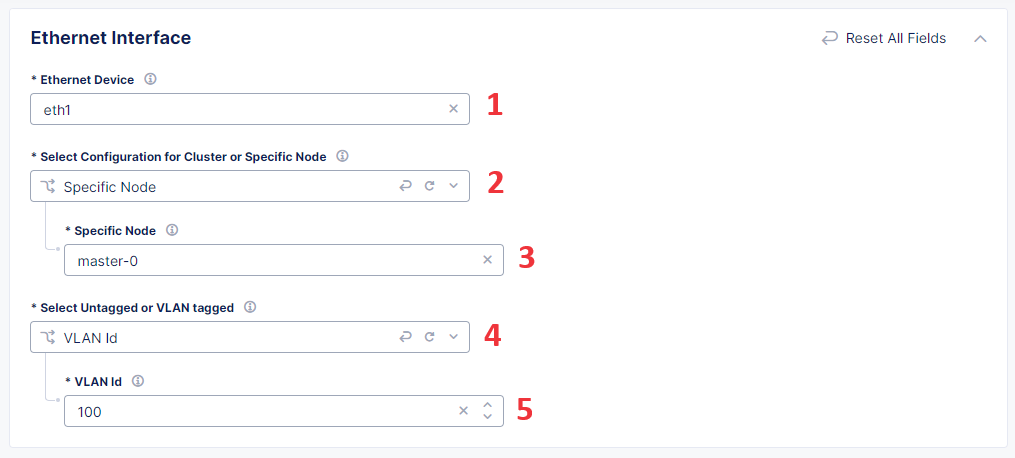 Ethernet Interface
Reset All Fields
* Ethernet Device
eth1
1
* Select Configuration for Cluster or Specific Node
Specific Node
2
* Specific Node
master-0
3
* Select Untagged or VLAN tagged
VLAN Id
4
* VLAN Id
100
5